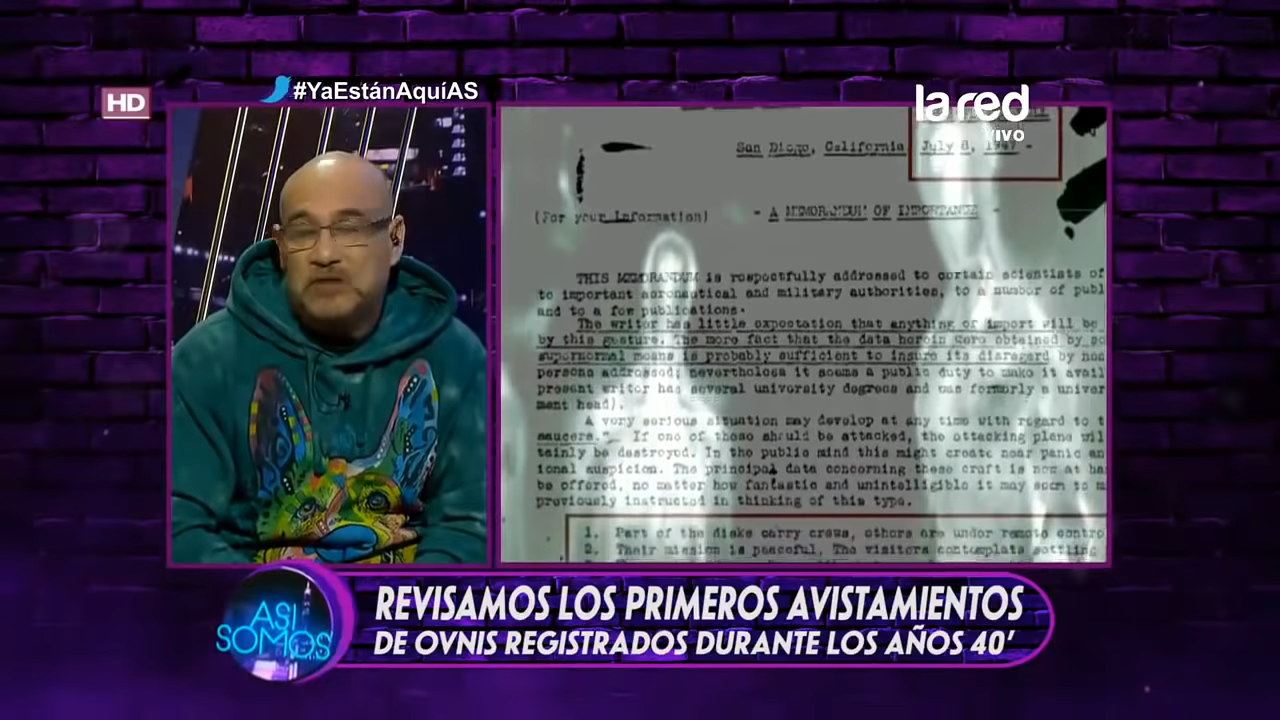 #YaEstánAquíAS
HD
la red
VIVO
San Diego, California July 8, 1947 -
(For your Information) - A MEMORANDUM OF IMPORTANCE -
THIS MEMORANDUM is respectfully addressed to certain scientists of
to important aeronautical and military authorities, to a number of publ
and to a few publications.
The writer has little expectation that anything of import will be
by this gesture. The more fact that the data herein were obtained by so
supernormal means is probably sufficient to insure its disregard by nea
persons addressed; nevertheless it seems a public duty to make it avail
present writer has several university degrees and was formerly a univer
ment head).
A very serious situation may develop at any time with regard to t
saucers." If one of these should be attacked, the attacking plane wil
tainly be destroyed. In the public mind this might create near panic an
ional suspicion. The principal data concerning these craft is now at ha
be offered, no matter how fantastic and unintelligible it may seem to m
previously instructed in thinking of this type.
1. Part of the disks carry crews, others are under remote contro
2. Their mission is peaceful. The visitors contemplate settling
ASI
SOMOS
REVISAMOS LOS PRIMEROS AVISTAMIENTOS
DE OVNIS REGISTRADOS DURANTE LOS AÑOS 40'